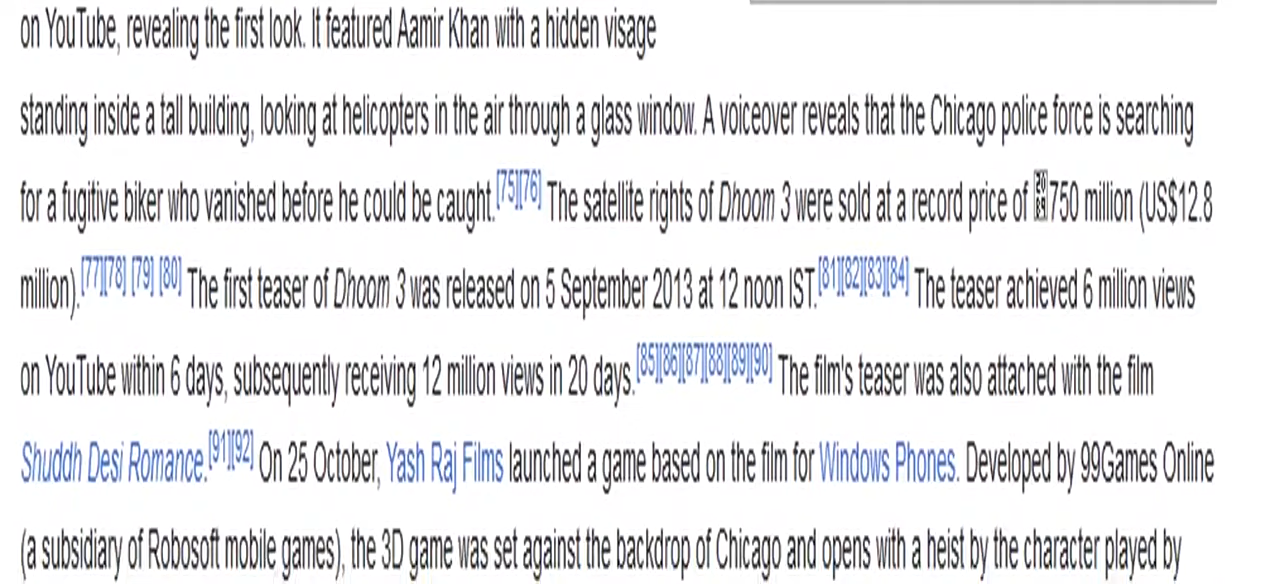 on YouTube, revealing the first look. It featured Aamir Khan with a hidden visage
standing inside a tall building, looking at helicopters in the air through a glass window. A voiceover reveals that the Chicago police force is searching
for a fugitive biker who vanished before he could be caught.[75][76] The satellite rights of Dhoom 3 were sold at a record price of 750 million (US$12.8
million).[77][78] [79] [80] The first teaser of Dhoom 3 was released on 5 September 2013 at 12 noon IST.[81][82][83][84] The teaser achieved 6 million views
on YouTube within 6 days, subsequently receiving 12 million views in 20 days.[85][86][87][88][89][90] The film's teaser was also attached with the film
Shuddh Desi Romance.[91][92] On 25 October, Yash Raj Films launched a game based on the film for Windows Phones. Developed by 99Games Online
(a subsidiary of Robosoft mobile games), the 3D game was set against the backdrop of Chicago and opens with a heist by the character played by